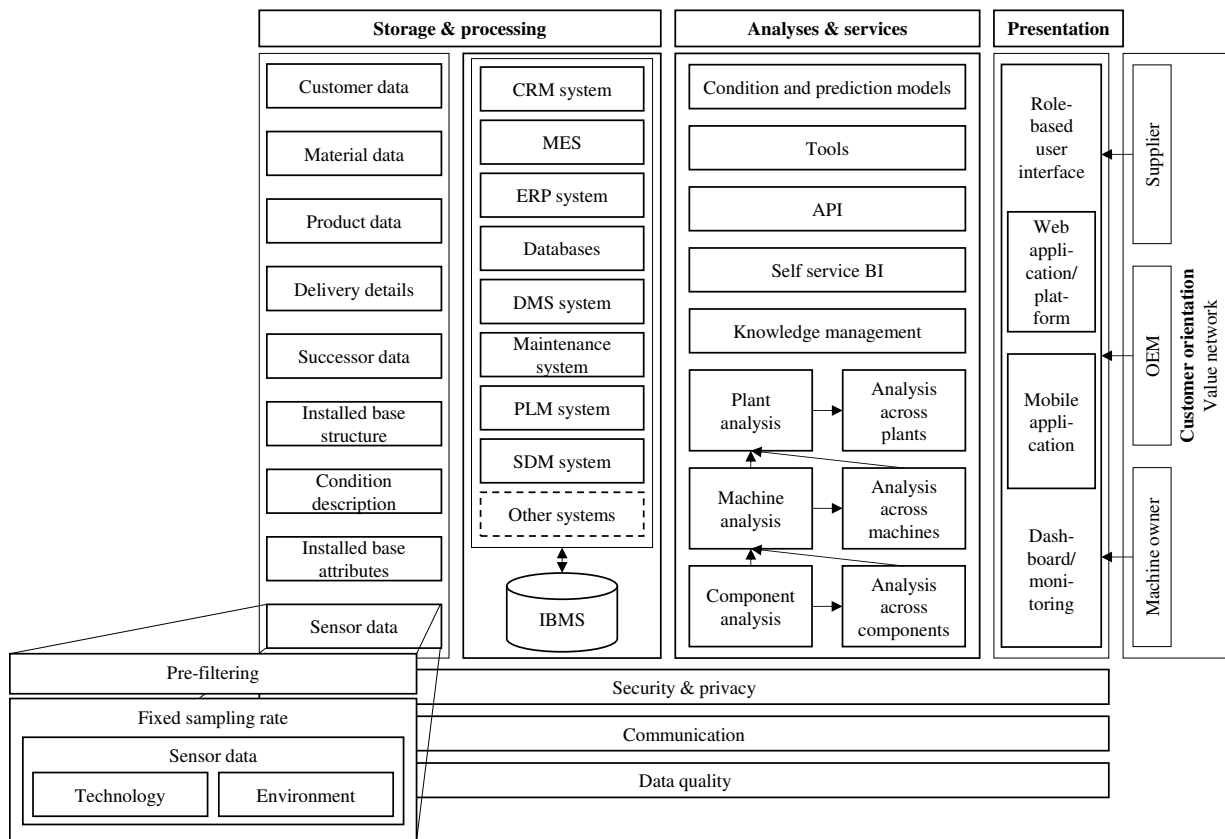 Storage & processing
Analyses & services
Presentation
Customer data
Material data
Product data
Delivery details
Successor data
Installed base
structure
Condition
description
Installed base
attributes
Sensor data
CRM system
MES
ERP system
Databases
DMS system
Maintenance
system
PLM system
SDM system
Other systems
IBMS
Condition and prediction models
Tools
API
Self service BI
Knowledge management
Plant
analysis
Analysis
across
plants
Machine
analysis
Analysis
across
machines
Component
analysis
Analysis
across
components
Role-
based
user
interface
Web
appli-
cation/
plat-
form
Mobile
appli-
cation
Dash-
board/
moni-
toring
Supplier
OEM
Machine owner
Customer orientation
Value network
Pre-filtering
Fixed sampling rate
Sensor data
Technology
Environment
Security & privacy
Communication
Data quality